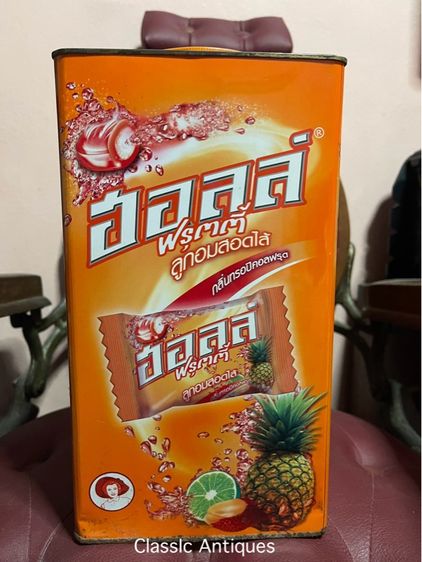 ฮอลล์®
ฟรุตตี้
ลูกอมสอดไส้
กลิ่นทรอปิคอลฟรุต
ฮอลล์
ฟรุตตี้
ลูกอมสอดไส้
Classic Antiques